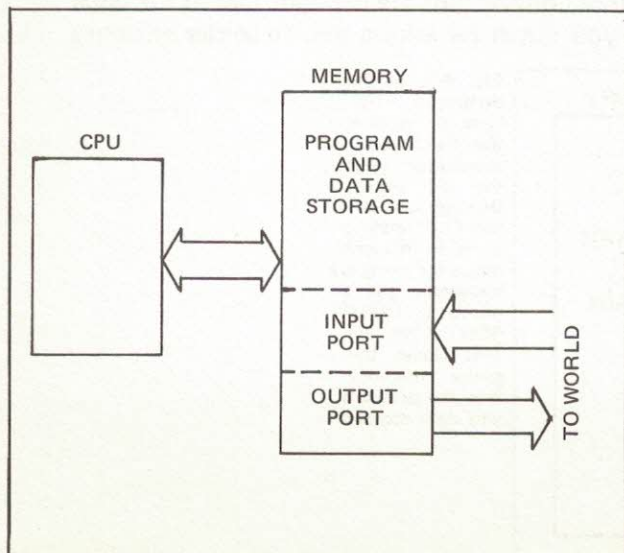 MEMORY
CPU
PROGRAM
AND
DATA
STORAGE
INPUT
PORT
OUTPUT
PORT
TO WORLD